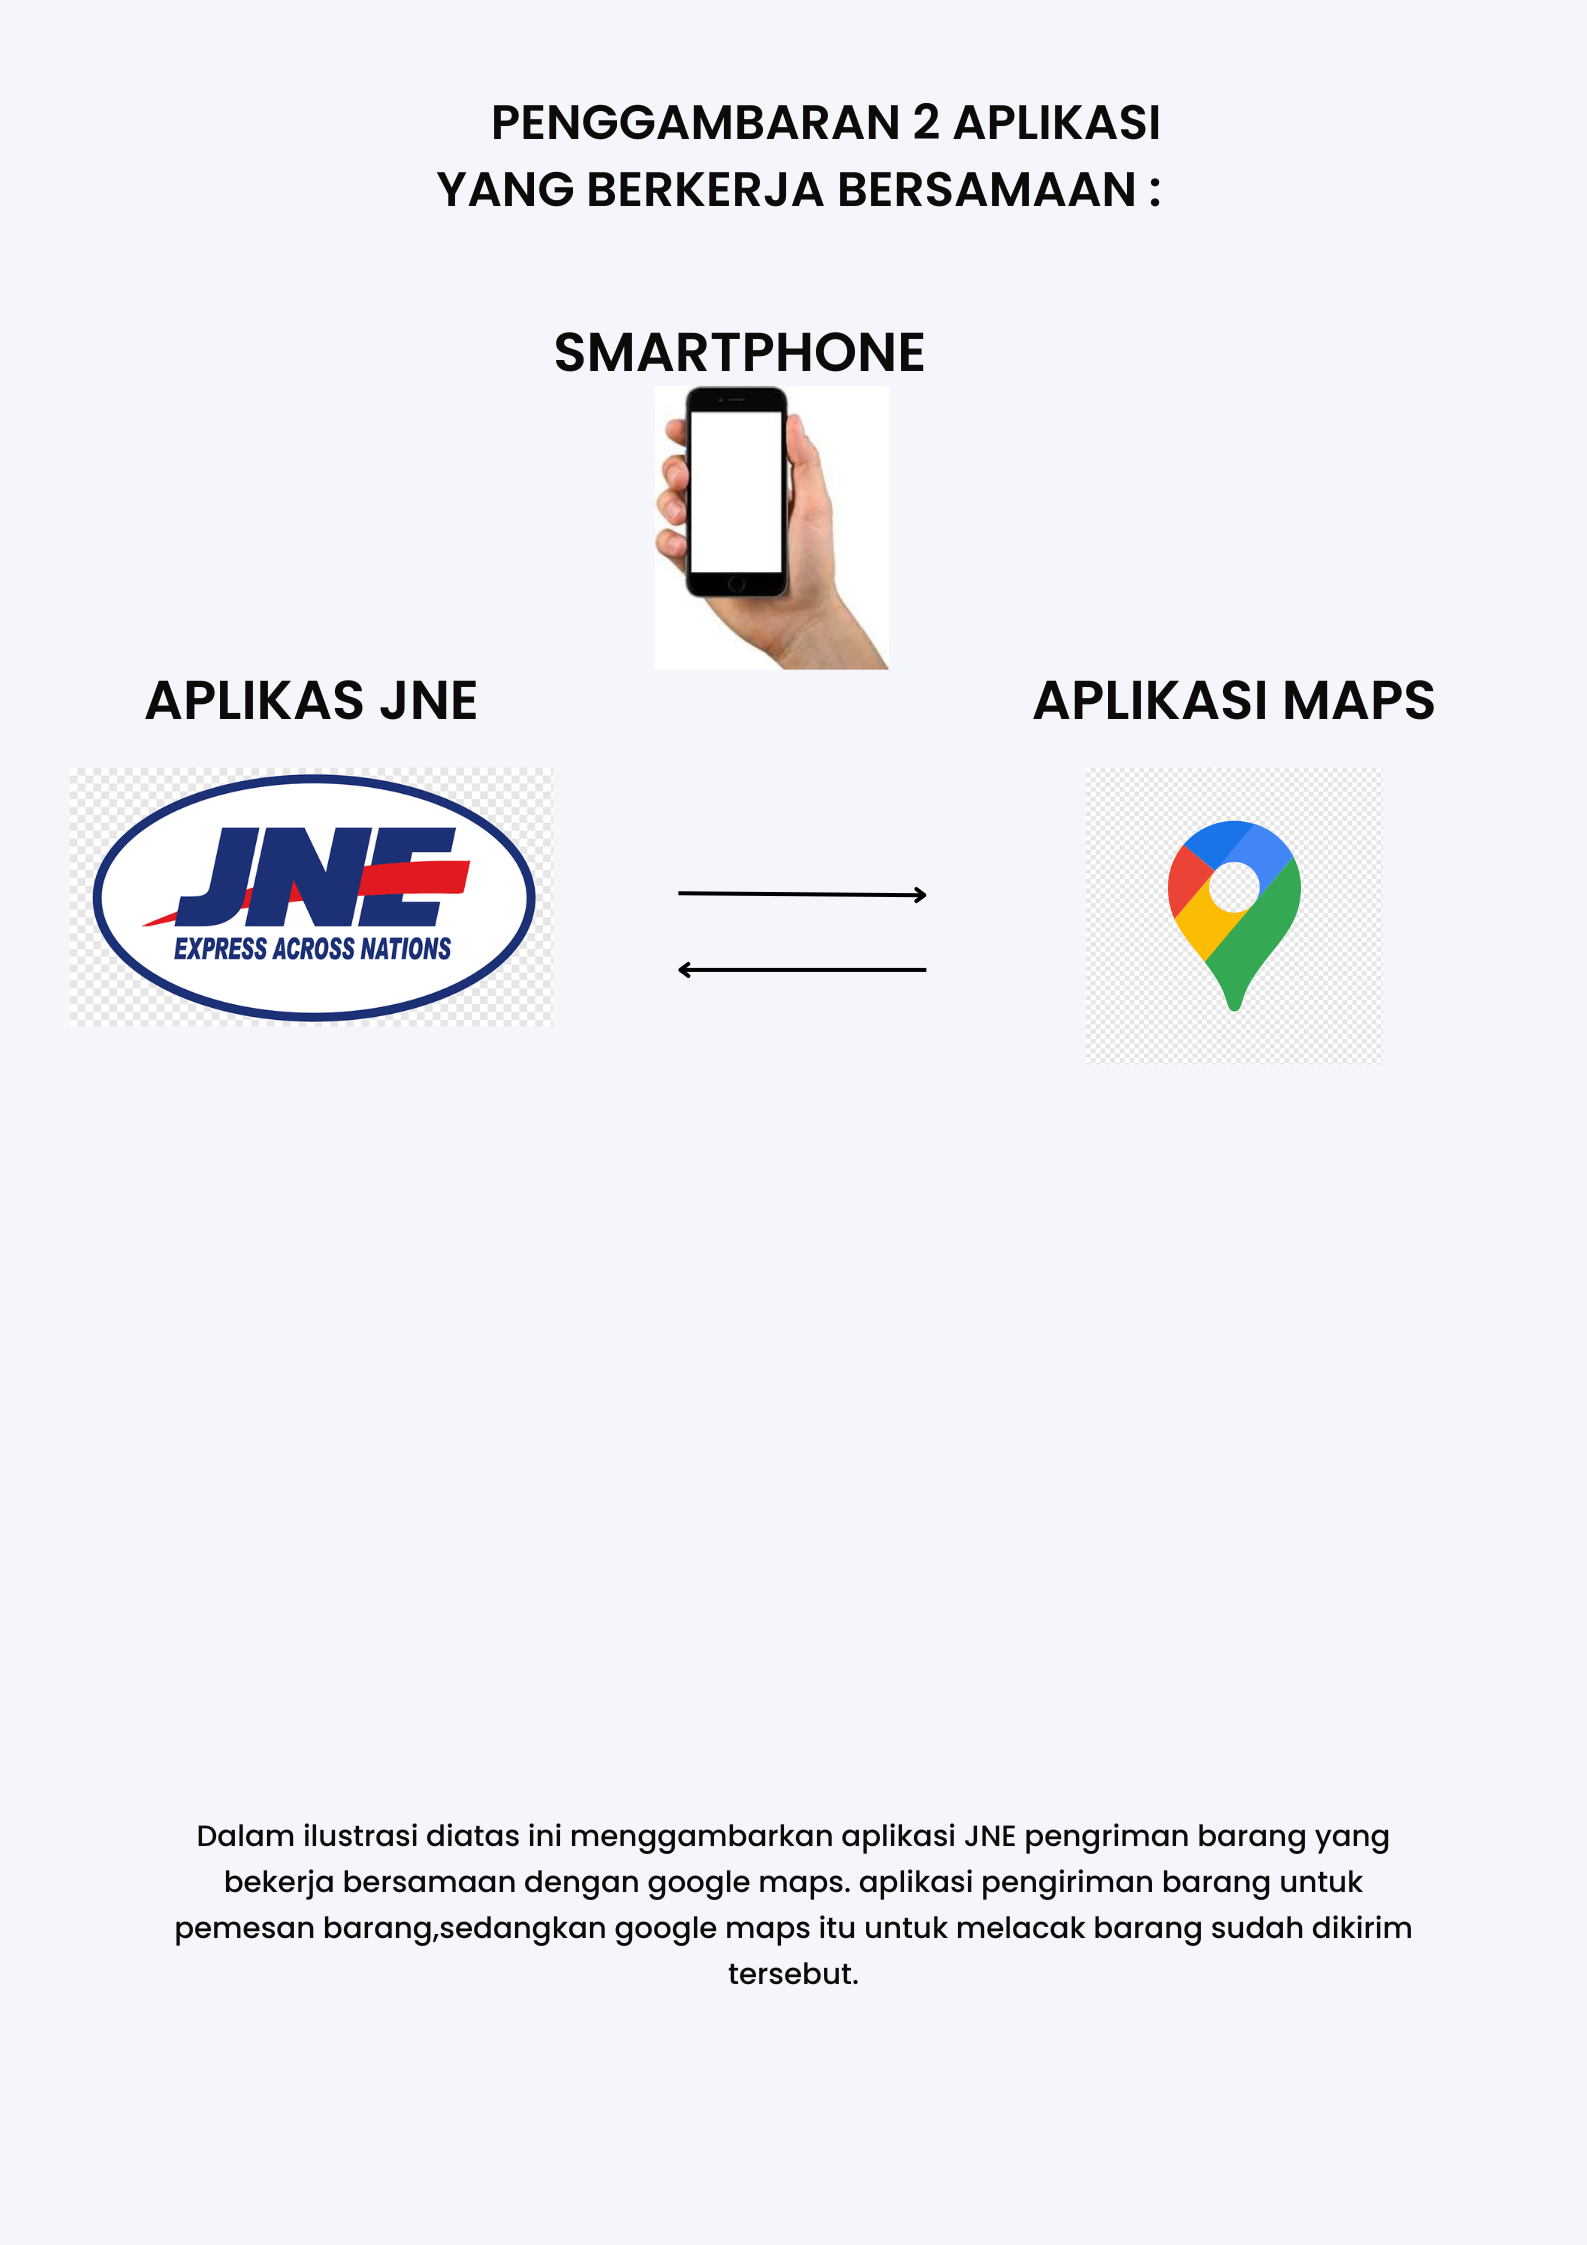 PENGGAMBARAN 2 APLIKASI
YANG BERKERJA BERSAMAAN :
SMARTPHONE
APLIKAS JNE
APLIKASI MAPS
JNE
EXPRESS ACROSS NATIONS
Dalam ilustrasi diatas ini menggambarkan aplikasi JNE pengriman barang yang
bekerja bersamaan dengan google maps. aplikasi pengiriman barang untuk
pemesan barang,sedangkan google maps itu untuk melacak barang sudah dikirim
tersebut.